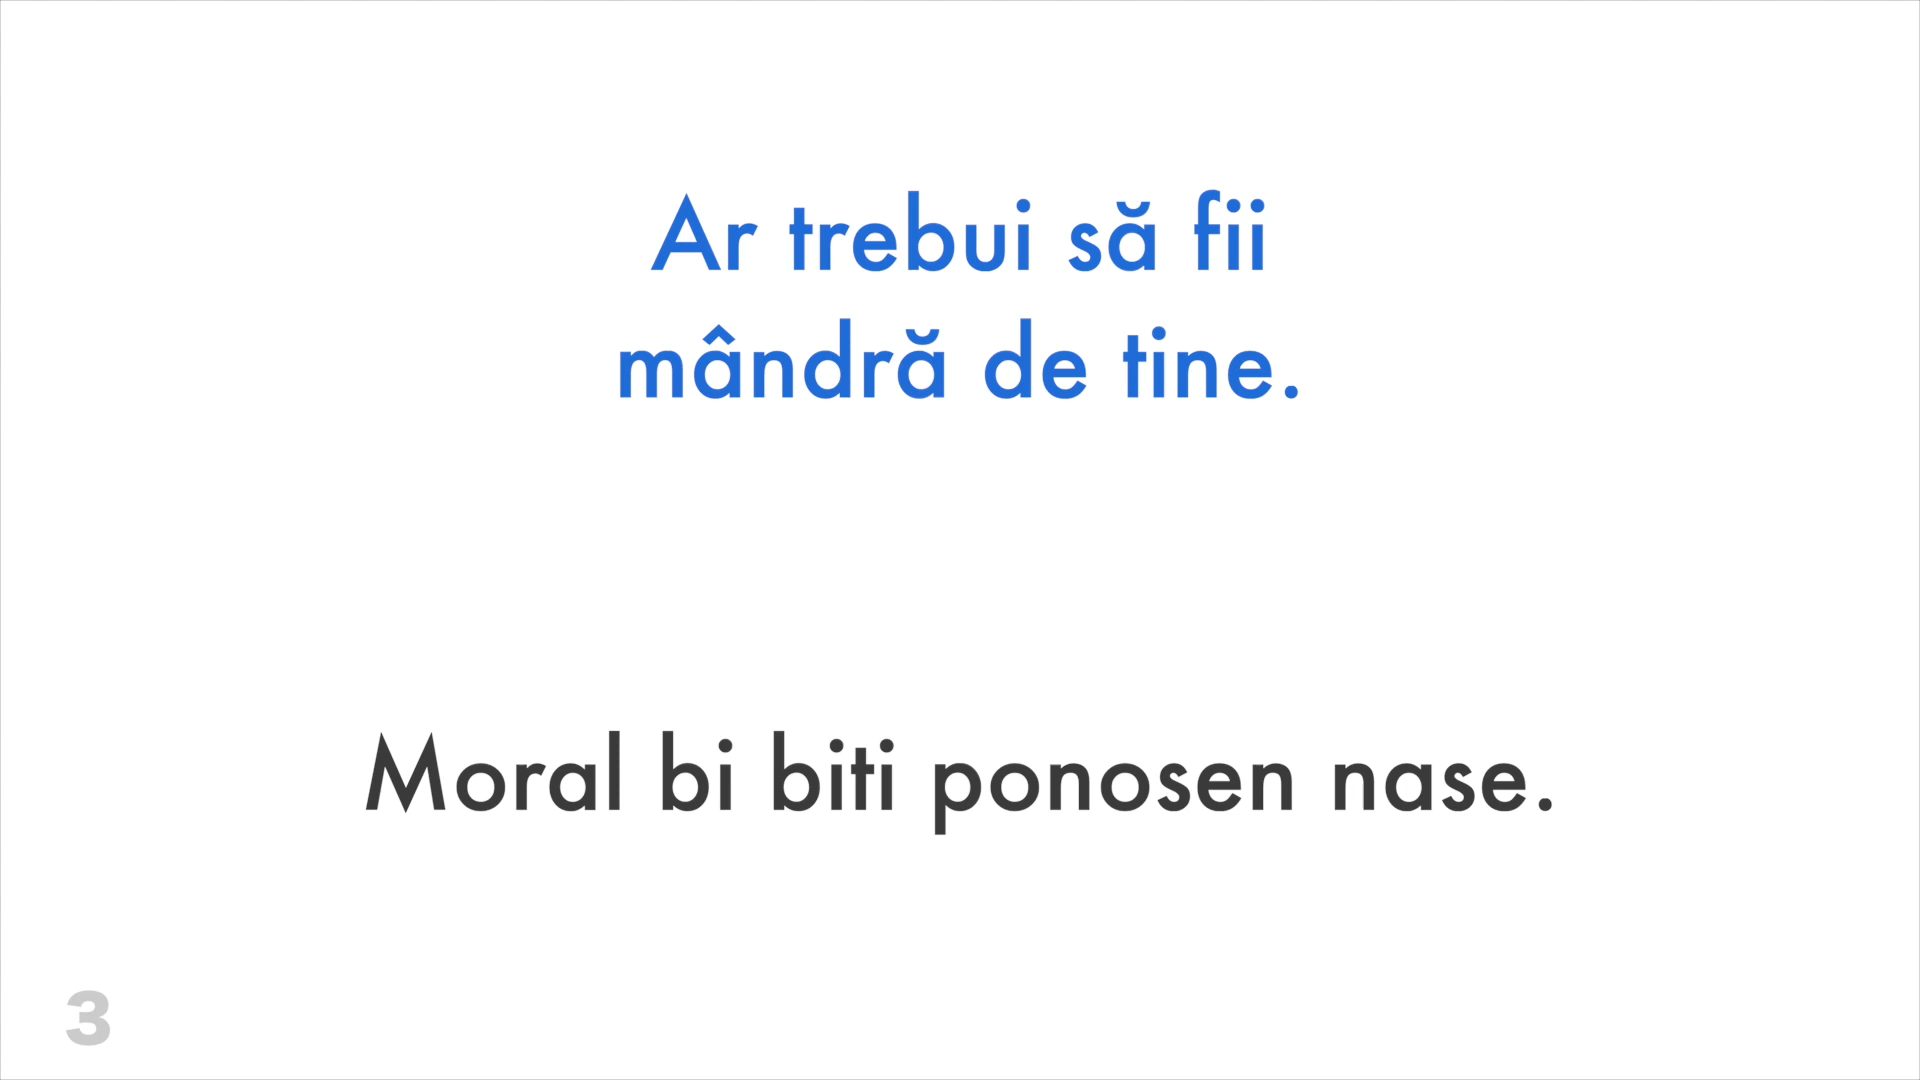 Ar trebui să fii
mândră de tine.
Moral bi biti ponosen nase.
3